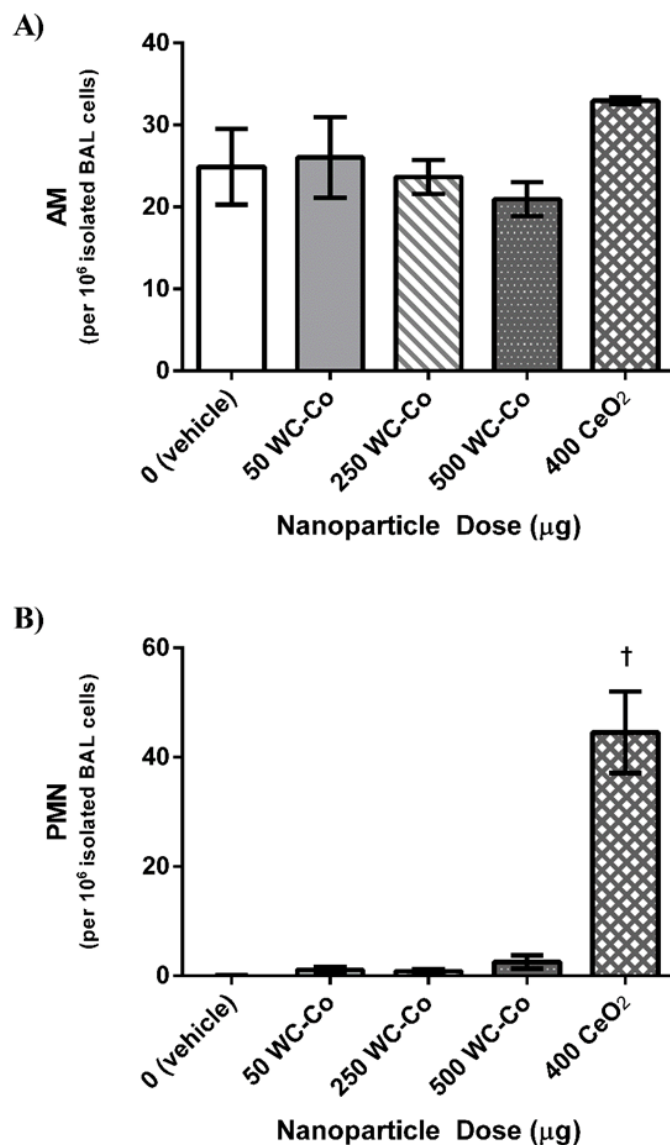 A)
40
30
20
10
0
AM
(per 10⁶ isolated BAL cells)
0 (vehicle)
50 WC-Co
250 WC-Co
500 WC-Co
400 CeO₂
Nanoparticle Dose (μg)
B)
60
40
20
0
PMN
(per 10⁶ isolated BAL cells)
†
0 (vehicle)
50 WC-Co
250 WC-Co
500 WC-Co
400 CeO₂
Nanoparticle Dose (μg)